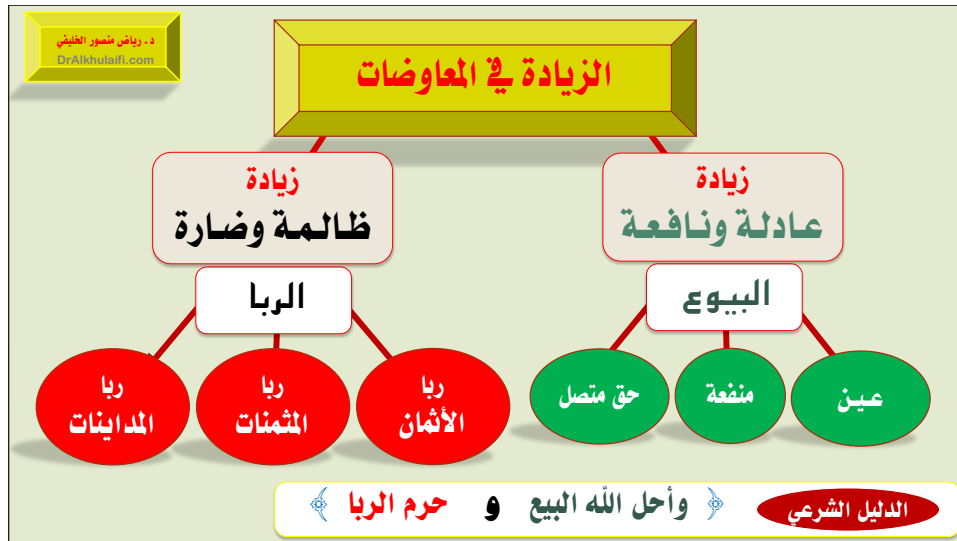 د. رياض منصور الخليفي
DrAlkhulaifi.com
الزيادة في المعاوضات
زيادة
عادلة ونافعة
البيوع
عين
منفعة
حق متصل
زيادة
ظالمة وضارة
الربا
ربا
الأثمان
ربا
المثمنات
ربا
المداينات
الدليل الشرعي
﴿ وأحل الله البيع و حرم الربا ﴾